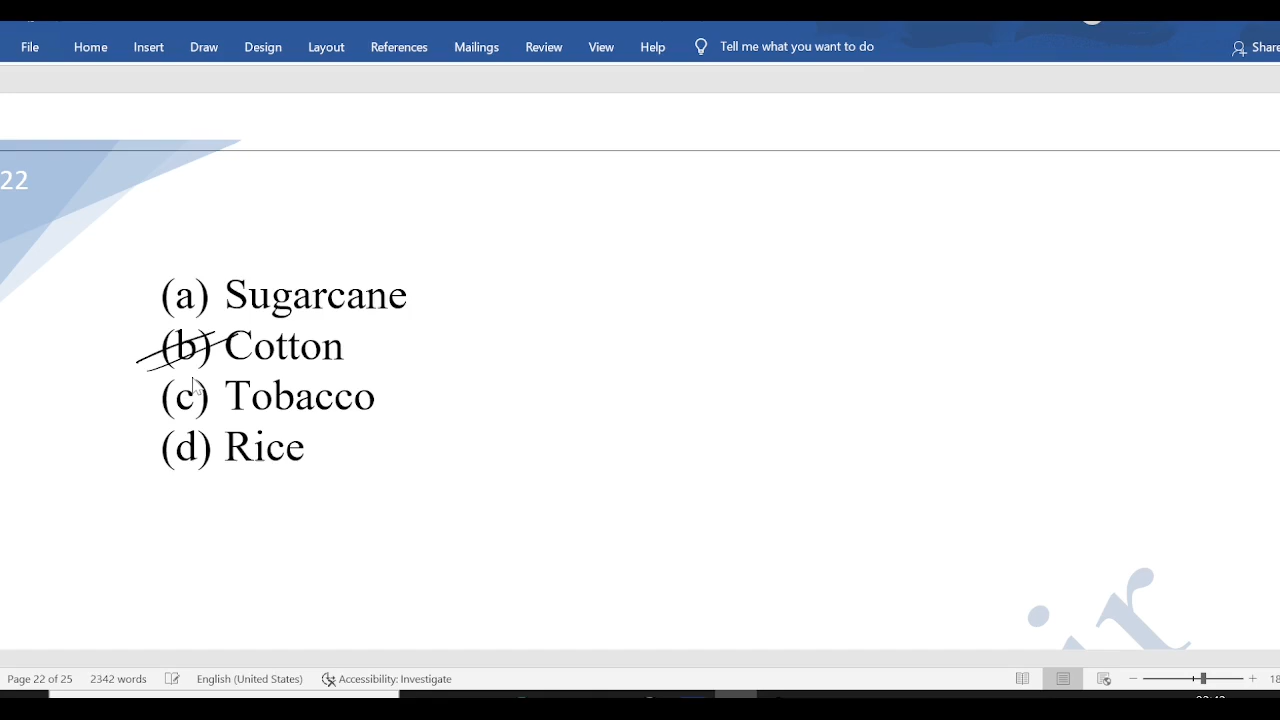 File Home Insert Draw Design Layout References Mailings Review View Help Tell me what you want to do Share
22
(a) Sugarcane
(b) Cotton
(c) Tobacco
(d) Rice
ir
Page 22 of 25 2342 words English (United States) Accessibility: Investigate